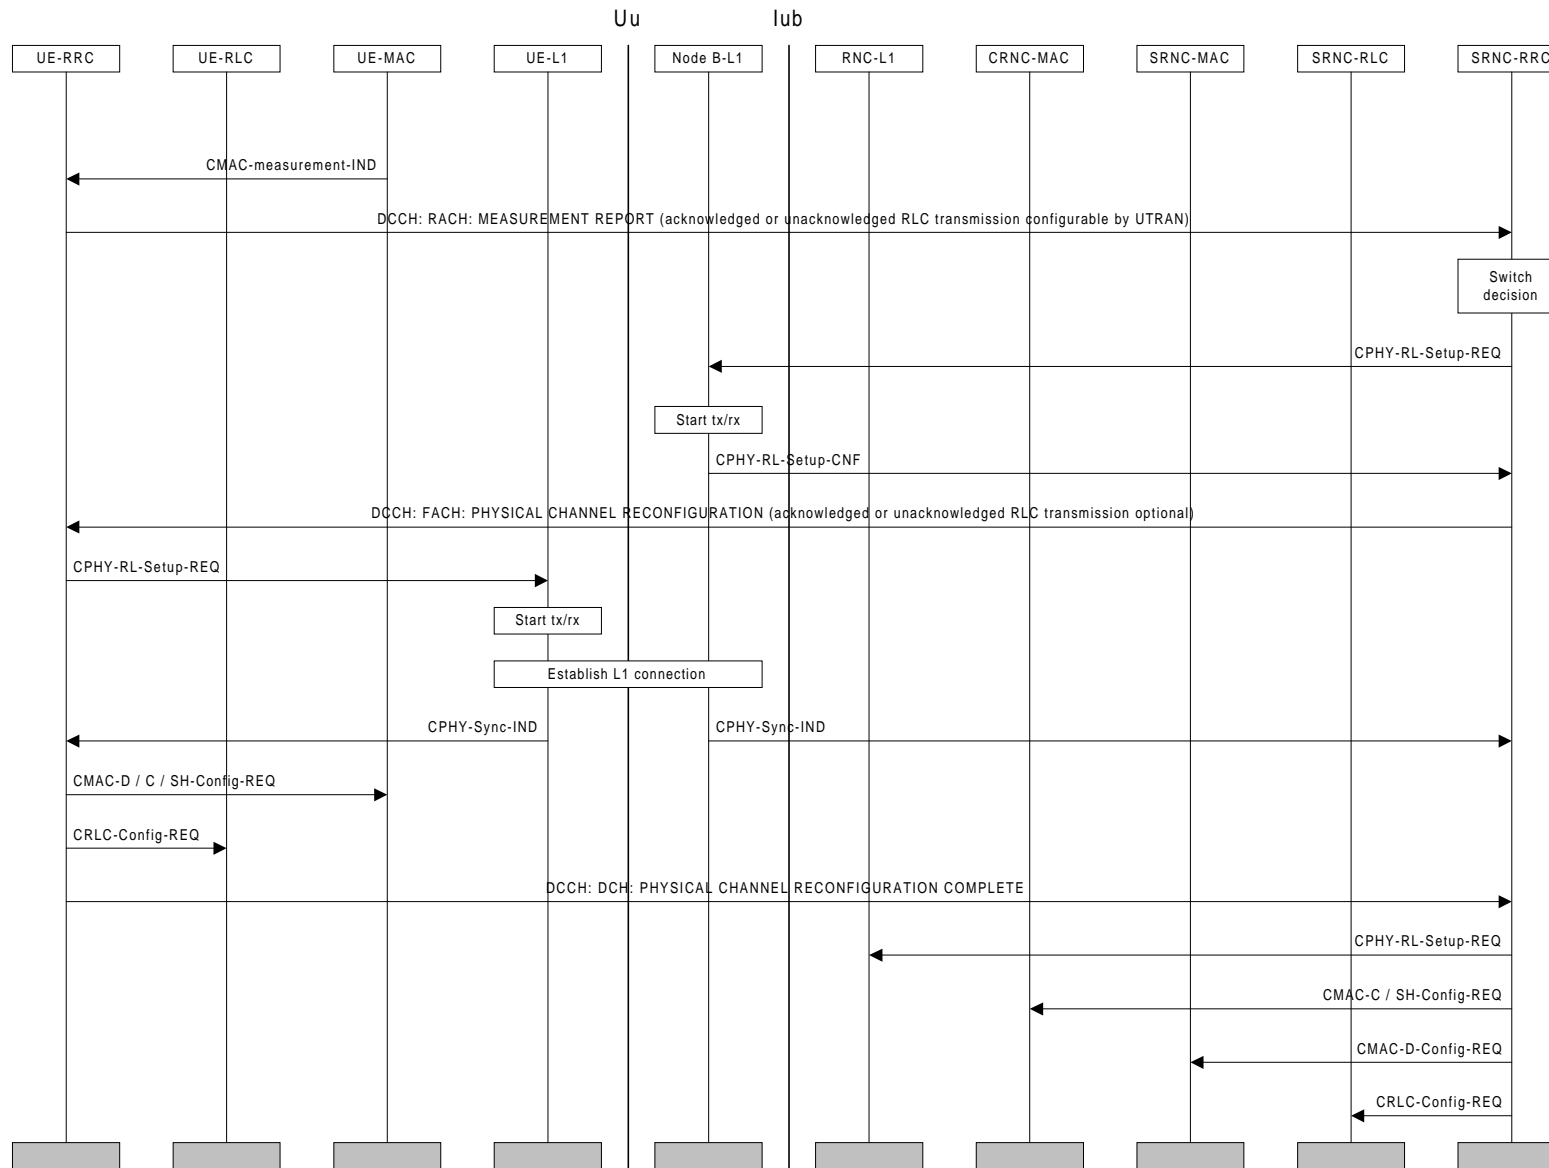 Uu Iub
UE-RRC UE-RLC UE-MAC UE-L1 Node B-L1 RNC-L1 CRNC-MAC SRNC-MAC SRNC-RLC SRNC-RRC
CMAC-measurement-IND
DCCH: RACH: MEASUREMENT REPORT (acknowledged or unacknowledged RLC transmission configurable by UTRAN)
Switch
decision
CPHY-RL-Setup-REQ
Start tx/rx
CPHY-RL-Setup-CNF
DCCH: FACH: PHYSICAL CHANNEL RECONFIGURATION (acknowledged or unacknowledged RLC transmission optional)
CPHY-RL-Setup-REQ
Start tx/rx
Establish L1 connection
CPHY-Sync-IND CPHY-Sync-IND
CMAC-D / C / SH-Config-REQ
CRLC-Config-REQ
DCCH: DCH: PHYSICAL CHANNEL RECONFIGURATION COMPLETE
CPHY-RL-Setup-REQ
CMAC-C / SH-Config-REQ
CMAC-D-Config-REQ
CRLC-Config-REQ